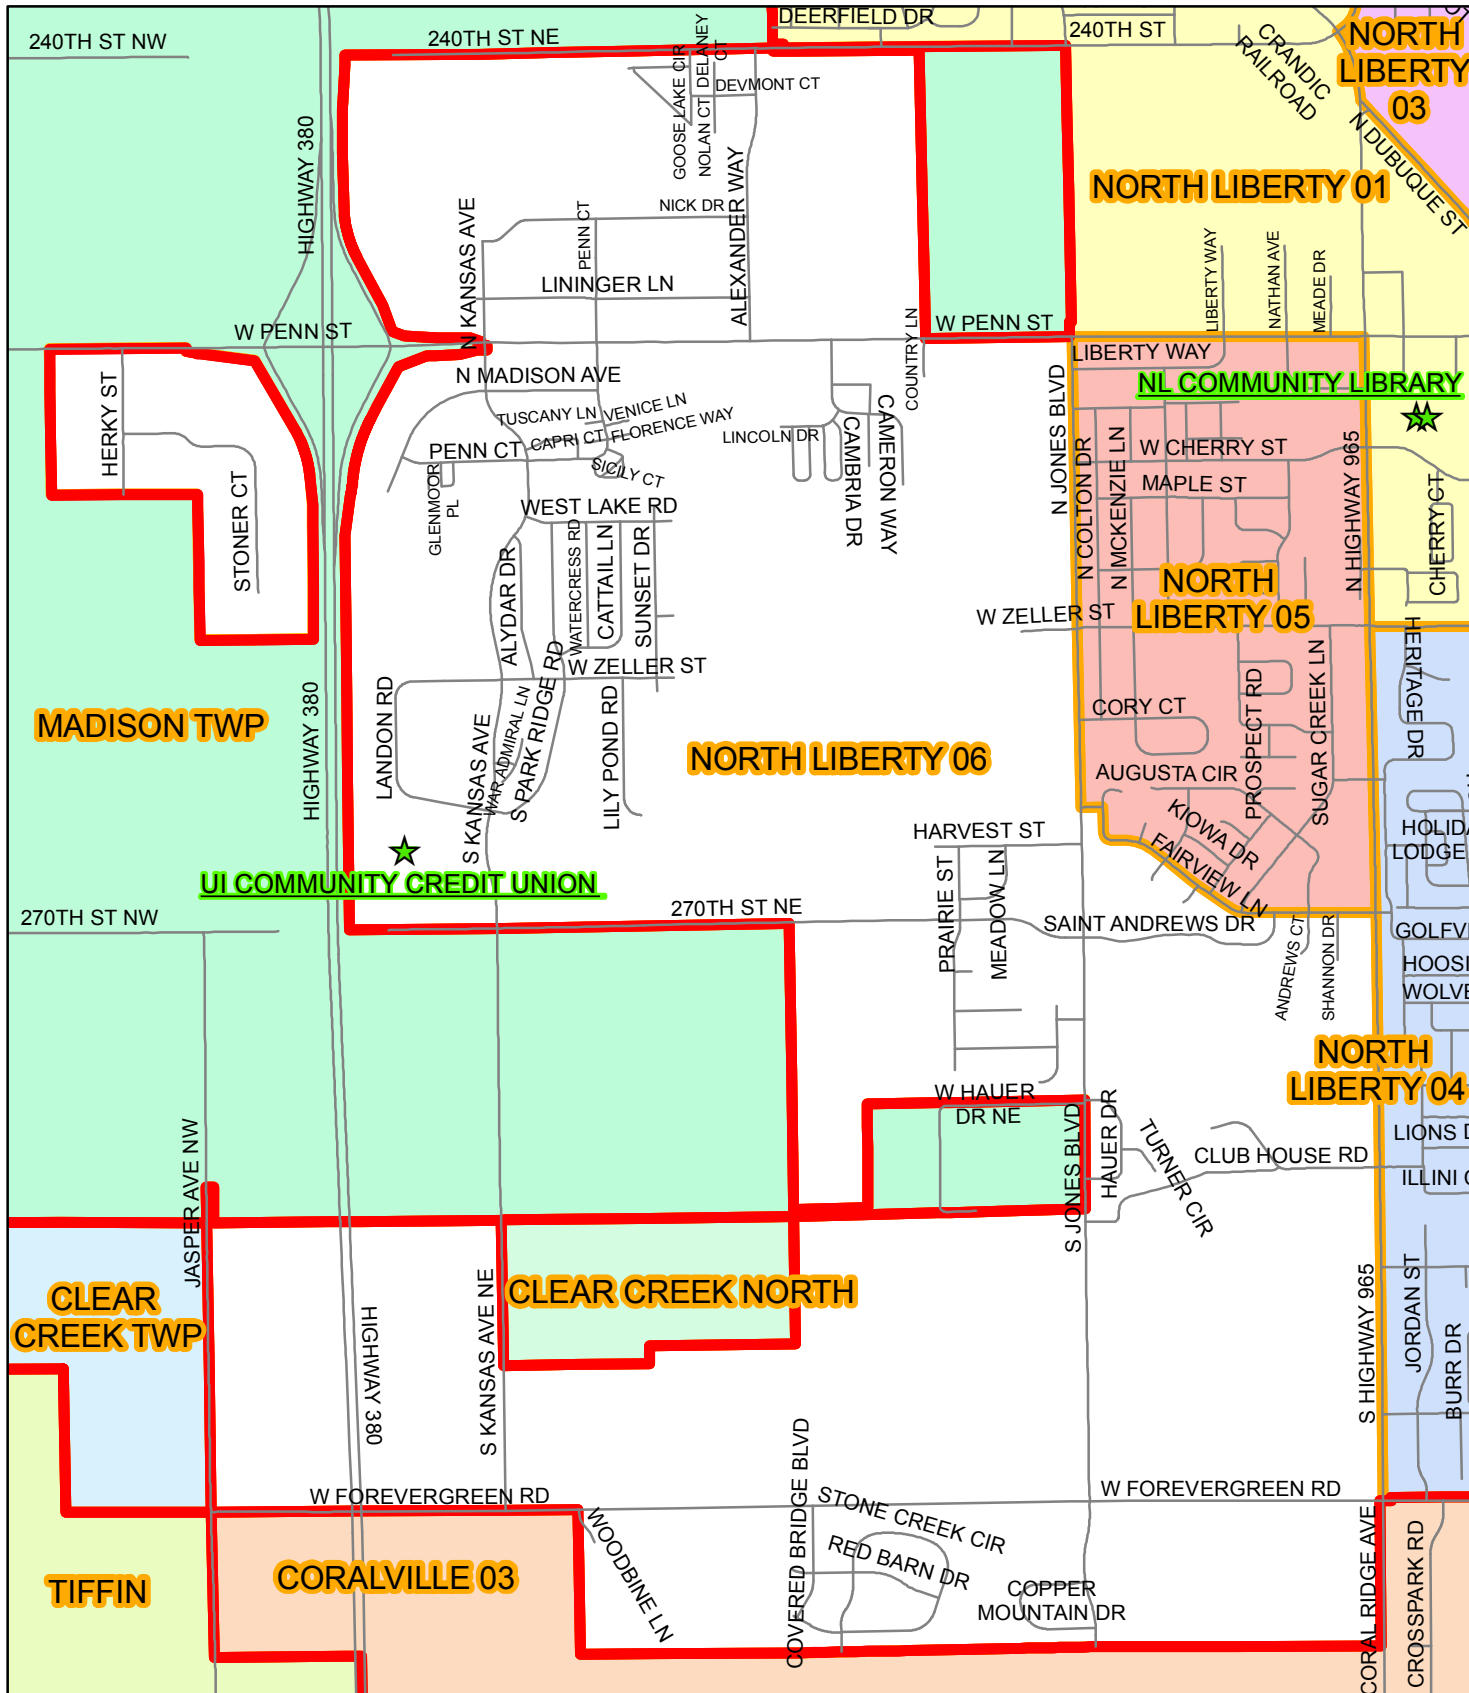 DEERFIELD DR
240TH ST NW
240TH ST NE
240TH ST
CRANDIC
RAILROAD
NORTH
LIBERTY
03
GOOSE LAKE CIR
NOLAN CT
DELANEY
CT
DEVMONT CT
HIGHWAY 380
N DUBUQUE ST
NORTH LIBERTY 01
ALEXANDER WAY
NICK DR
PENN CT
N KANSAS AVE
LININGER LN
LIBERTY WAY
NATHAN AVE
MEADE DR
W PENN ST
W PENN ST
COUNTRY LN
LIBERTY WAY
NL COMMUNITY LIBRARY
N MADISON AVE
HERKY ST
TUSCANY LN
VENICE LN
CAPRI CT
FLORENCE WAY
PENN CT
SICILY CT
LINCOLN DR
CAMBRIA DR
CAMERON WAY
N JONES BLVD
N COLTON DR
N MCKENZIE LN
W CHERRY ST
MAPLE ST
N HIGHWAY 965
CHERRY CT
STONER CT
GLENMOOR
PL
WEST LAKE RD
ALYDAR DR
WATERCRESS RD
CATTAIL LN
SUNSET DR
NORTH
LIBERTY 05
W ZELLER ST
W ZELLER ST
HERITAGE DR
MADISON TWP
HIGHWAY 380
LANDON RD
S KANSAS AVE
WAR ADMIRAL LN
S PARK RIDGE RD
LILY POND RD
NORTH LIBERTY 06
CORY CT
PROSPECT RD
SUGAR CREEK LN
AUGUSTA CIR
KIOWA DR
FAIRVIEW LN
HARVEST ST
HOLIDA
LODGE
PRAIRIE ST
MEADOW LN
UI COMMUNITY CREDIT UNION
270TH ST NW
270TH ST NE
SAINT ANDREWS DR
ANDREWS CT
SHANNON DR
GOLFVI
HOOSI
WOLVE
NORTH
LIBERTY 04
W HAUER
DR NE
S JONES BLVD
HAUER DR
TURNER CIR
CLUB HOUSE RD
LIONS D
ILLINI C
JASPER AVE NW
CLEAR
CREEK TWP
S KANSAS AVE NE
CLEAR CREEK NORTH
HIGHWAY 380
S HIGHWAY 965
JORDAN ST
BURR DR
W FOREVERGREEN RD
W FOREVERGREEN RD
COVERED BRIDGE BLVD
STONE CREEK CIR
RED BARN DR
WOODBINE LN
COPPER
MOUNTAIN DR
TIFFIN
CORALVILLE 03
CORAL RIDGE AVE
CROSSPARK RD